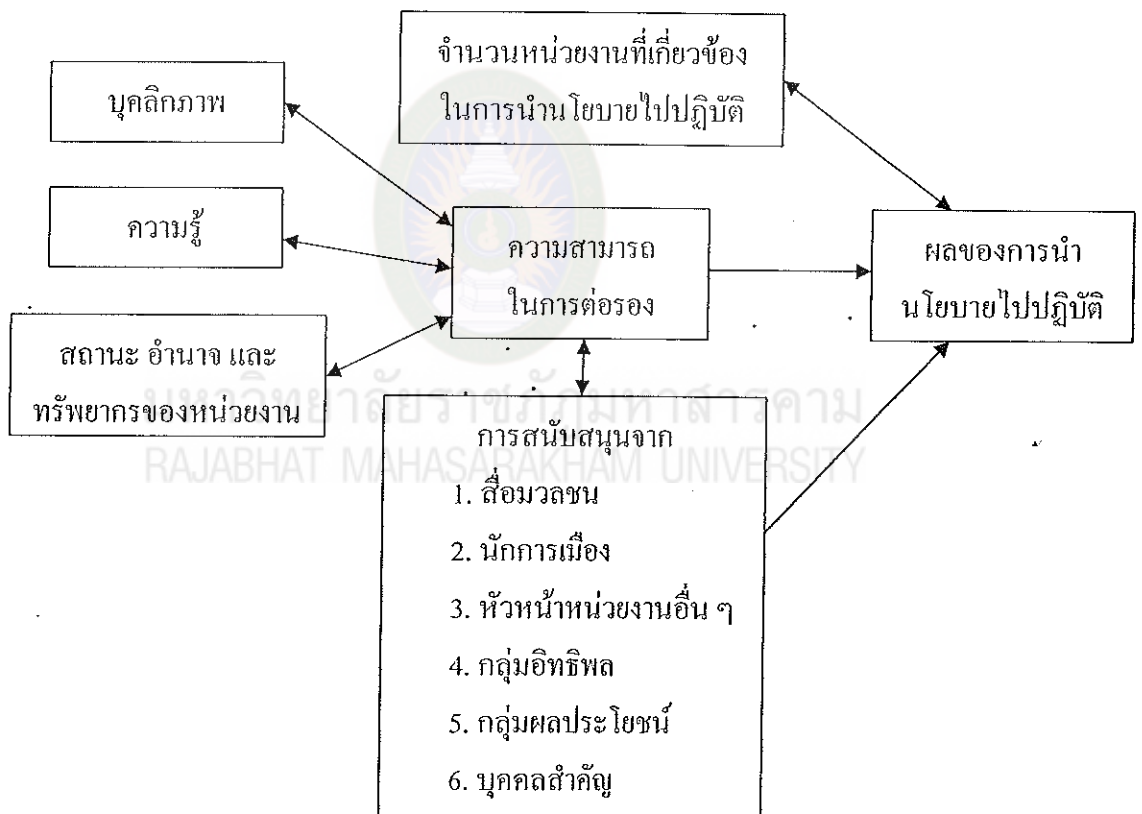 จำนวนหน่วยงานที่เกี่ยวข้อง
ในการนำนโยบายไปปฏิบัติ
บุคลิกภาพ
ความรู้
สถานะ อำนาจ และ
ทรัพยากรของหน่วยงาน
ความสามารถ
ในการต่อรอง
ผลของการนำ
นโยบายไปปฏิบัติ
การสนับสนุนจาก
1. สื่อมวลชน
2. นักการเมือง
3. หัวหน้าหน่วยงานอื่น ๆ
4. กลุ่มอิทธิพล
5. กลุ่มผลประโยชน์
6. บุคคลสำคัญ
มหาวิทยาลัยราชภัฏมหาสารคาม
RAJABHAT MAHASARAKHAM UNIVERSITY